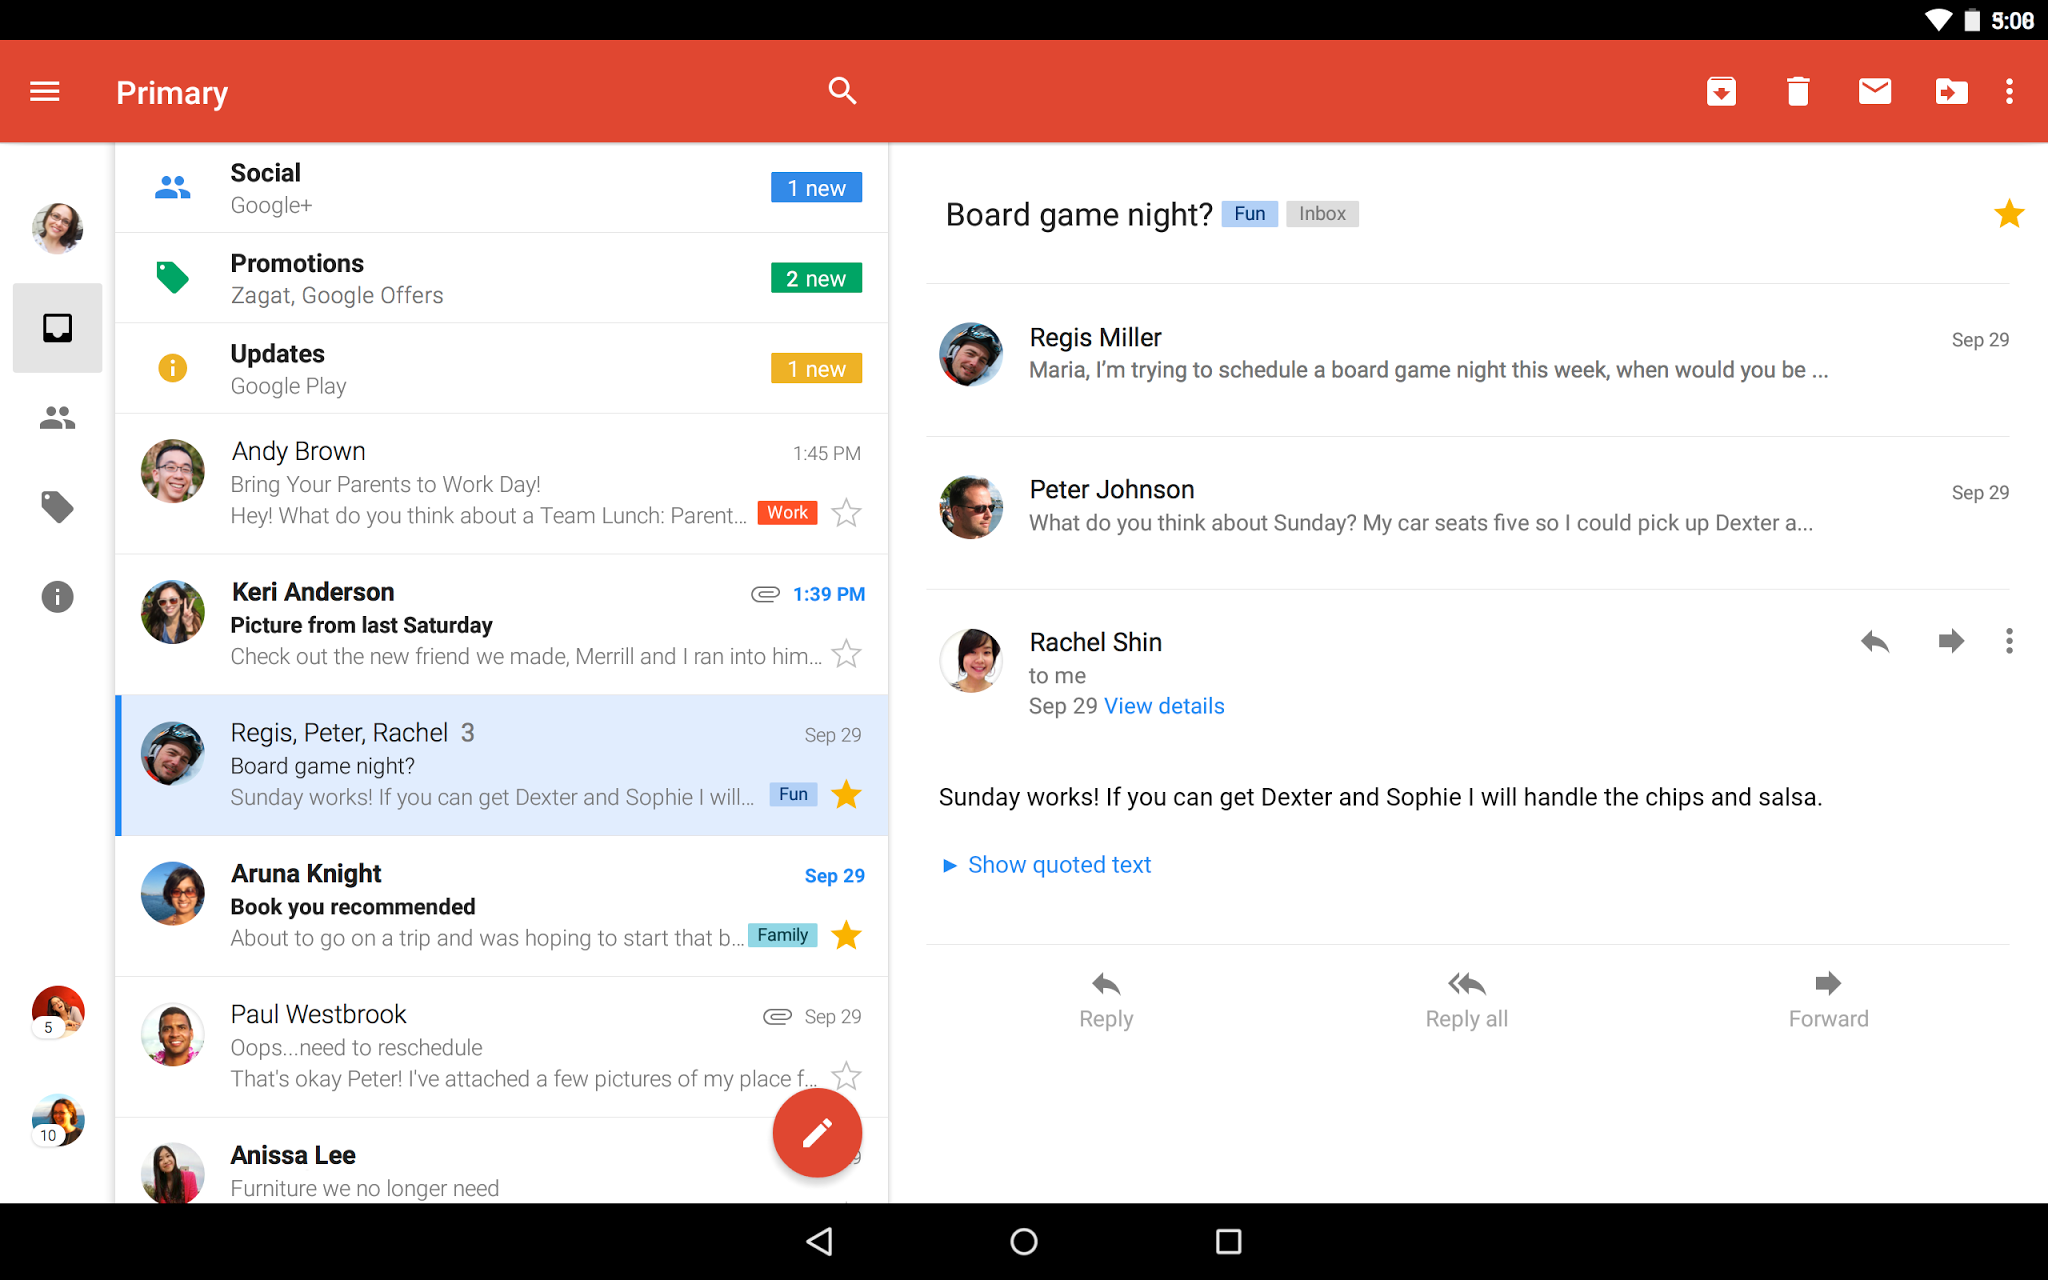 5:08
Primary
Social
Google+
1 new
Promotions
Zagat, Google Offers
2 new
Updates
Google Play
1 new
Andy Brown
1:45 PM
Bring Your Parents to Work Day!
Hey! What do you think about a Team Lunch: Parent...
Work
Keri Anderson
1:39 PM
Picture from last Saturday
Check out the new friend we made, Merrill and I ran into him...
Regis, Peter, Rachel 3
Sep 29
Board game night?
Sunday works! If you can get Dexter and Sophie I will...
Fun
Aruna Knight
Sep 29
Book you recommended
About to go on a trip and was hoping to start that b...
Family
Paul Westbrook
Sep 29
Oops...need to reschedule
That's okay Peter! I've attached a few pictures of my place f...
Anissa Lee
9
Furniture we no longer need
5
10
Board game night? Fun Inbox
Regis Miller
Sep 29
Maria, I’m trying to schedule a board game night this week, when would you be ...
Peter Johnson
Sep 29
What do you think about Sunday? My car seats five so I could pick up Dexter a...
Rachel Shin
to me
Sep 29 View details
Sunday works! If you can get Dexter and Sophie I will handle the chips and salsa.
Show quoted text
Reply
Reply all
Forward